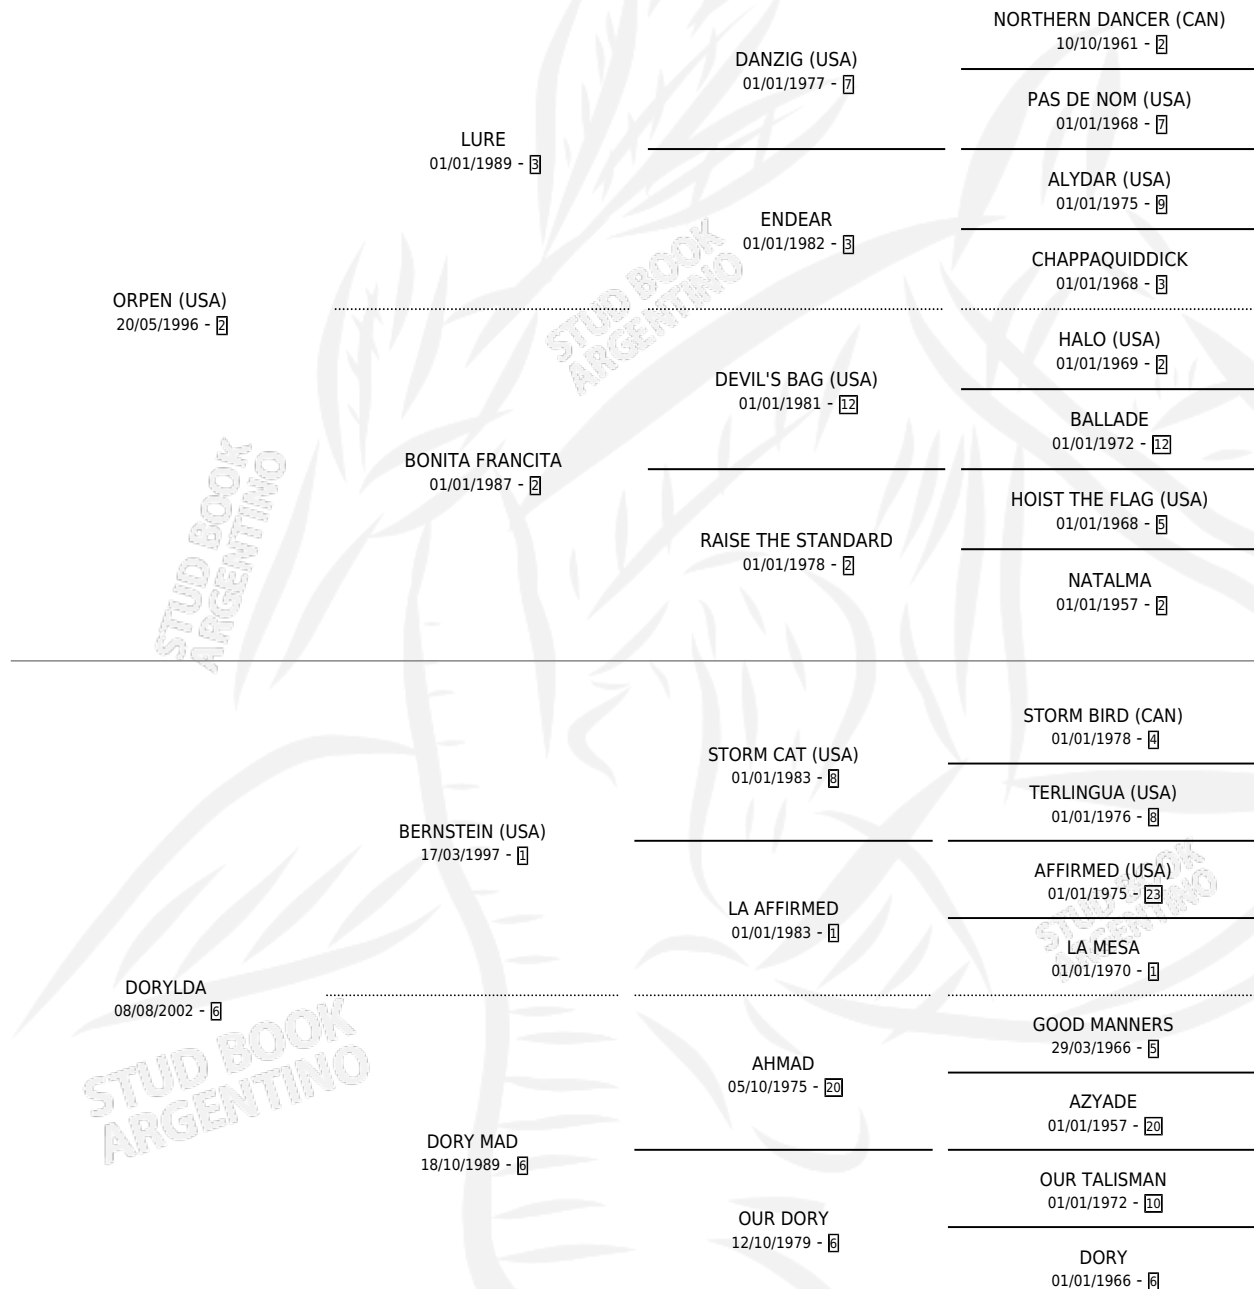 NORTHERN DANCER (CAN)
10/10/1961 - 2
DANZIG (USA)
01/01/1977 - 7
PAS DE NOM (USA)
01/01/1968 - 7
LURE
01/01/1989 - 3
ALYDAR (USA)
01/01/1975 - 9
ENDEAR
01/01/1982 - 3
CHAPPAQUIDDICK
01/01/1968 - 3
ORPEN (USA)
20/05/1996 - 2
HALO (USA)
01/01/1969 - 2
DEVIL'S BAG (USA)
01/01/1981 - 12
BALLADE
01/01/1972 - 12
BONITA FRANCITA
01/01/1987 - 2
HOIST THE FLAG (USA)
01/01/1968 - 5
RAISE THE STANDARD
01/01/1978 - 2
NATALMA
01/01/1957 - 2
STUD BOOK
ARGENTINO
STUD BOOK
ARGENTINO
STORM BIRD (CAN)
01/01/1978 - 4
STORM CAT (USA)
01/01/1983 - 8
TERLINGUA (USA)
01/01/1976 - 8
BERNSTEIN (USA)
17/03/1997 - 1
AFFIRMED (USA)
01/01/1975 - 23
LA AFFIRMED
01/01/1983 - 1
LA MESA
01/01/1970 - 1
STUD BOOK
ARGENTINO
DORYLDA
08/08/2002 - 6
GOOD MANNERS
29/03/1966 - 5
AHMAD
05/10/1975 - 20
AZYADE
01/01/1957 - 20
DORY MAD
18/10/1989 - 6
OUR TALISMAN
01/01/1972 - 10
OUR DORY
12/10/1979 - 6
DORY
01/01/1966 - 6
STUD BOOK
ARGENTINO